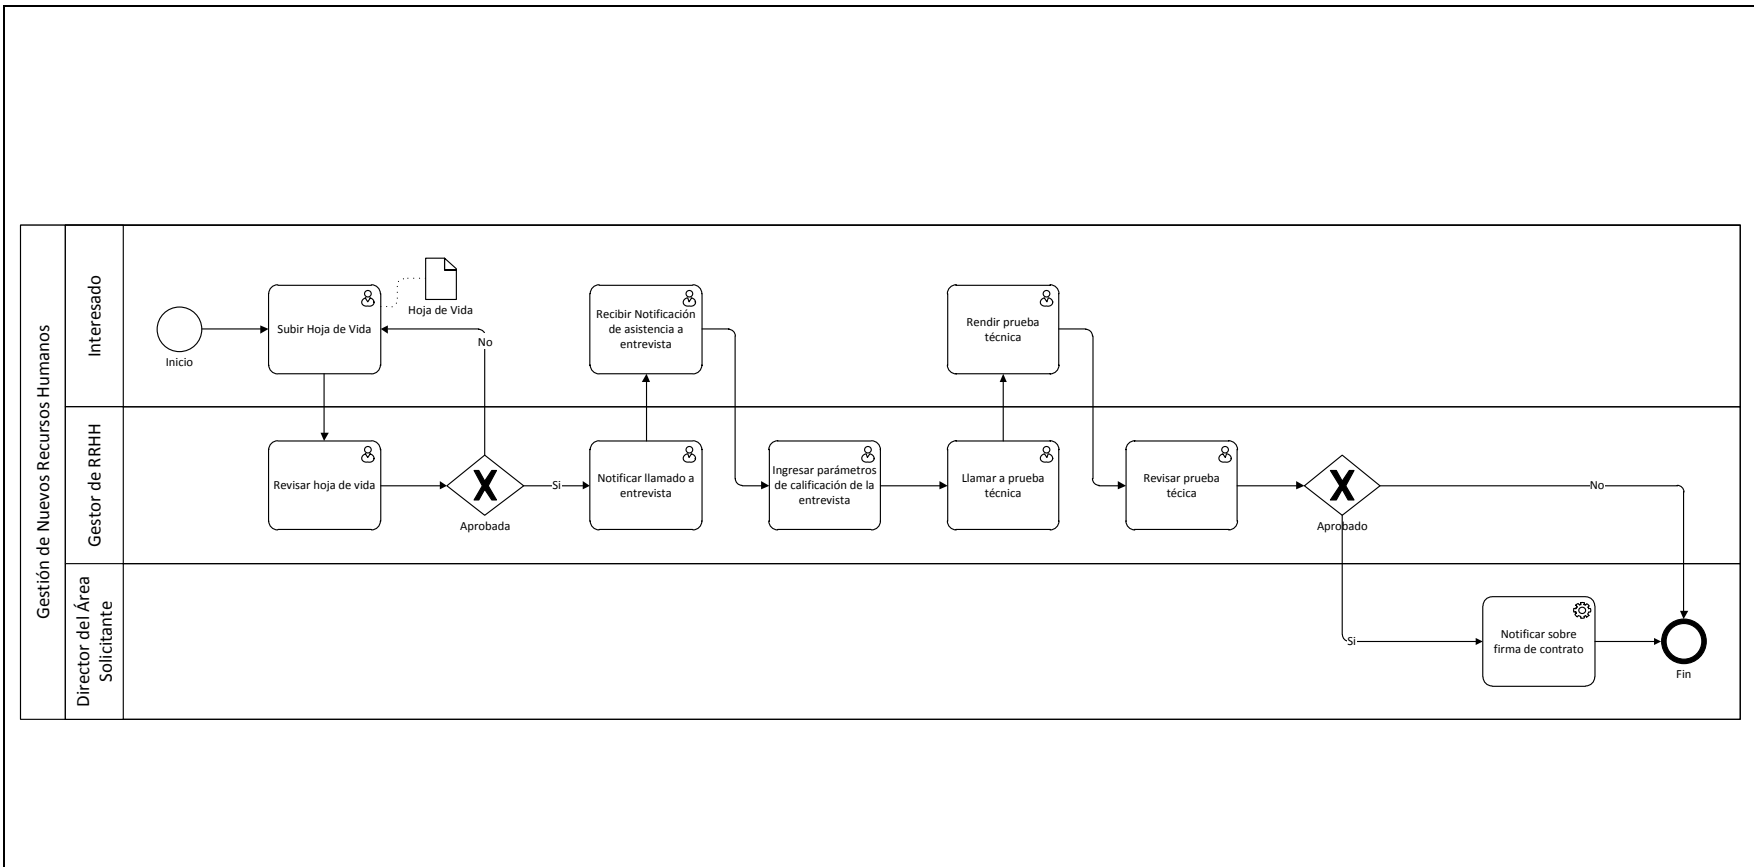 Gestión de Nuevos Recursos Humanos
Interesado
Inicio
Subir Hoja de Vida
Hoja de Vida
No
Recibir Notificación
de asistencia a
entrevista
Rendir prueba
técnica
Gestor de RRHH
Revisar hoja de vida
Aprobada
Si
Notificar llamado a
entrevista
Ingresar parámetros
de calificación de la
entrevista
Llamar a prueba
técnica
Revisar prueba
técica
Aprobado
No
Director del Área
Solicitante
Si
Notificar sobre
firma de contrato
Fin